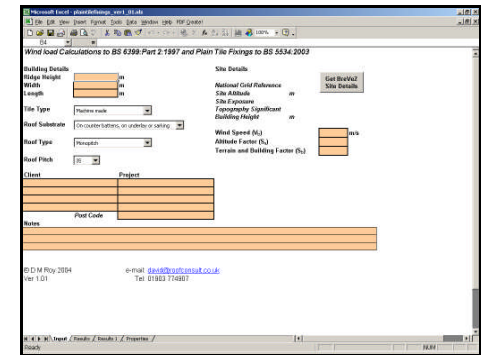 Microsoft Excel - plaintilefixings_ver1_01.xls
File Edit View Insert Format Tools Data Window Help PDF Creator
100%
B4
Wind load Calculations to BS 6399:Part 2:1997 and Plain Tile Fixings to BS 5534:2003
Building Details
Site Details
Ridge Height m
Width m
Length m
National Grid Reference
Site Altitude m
Site Exposure
Topography Significant
Building Height m
Get BreVe2 Site Details
Tile Type Machine made
Roof Substrate On counter battens, on underlay or sarking
Wind Speed (Vb) m/s
Altitude Factor (Sa)
Terrain and Building Factor (Sb)
Roof Type Monopitch
Roof Pitch 35
Client Project
Post Code
Notes
© D M Roy 2004 e-mail: david@roofconsult.co.uk
Ver 1.01 Tel: 01903 774907
Input / Results / Results 1 / Properties
Ready NUM